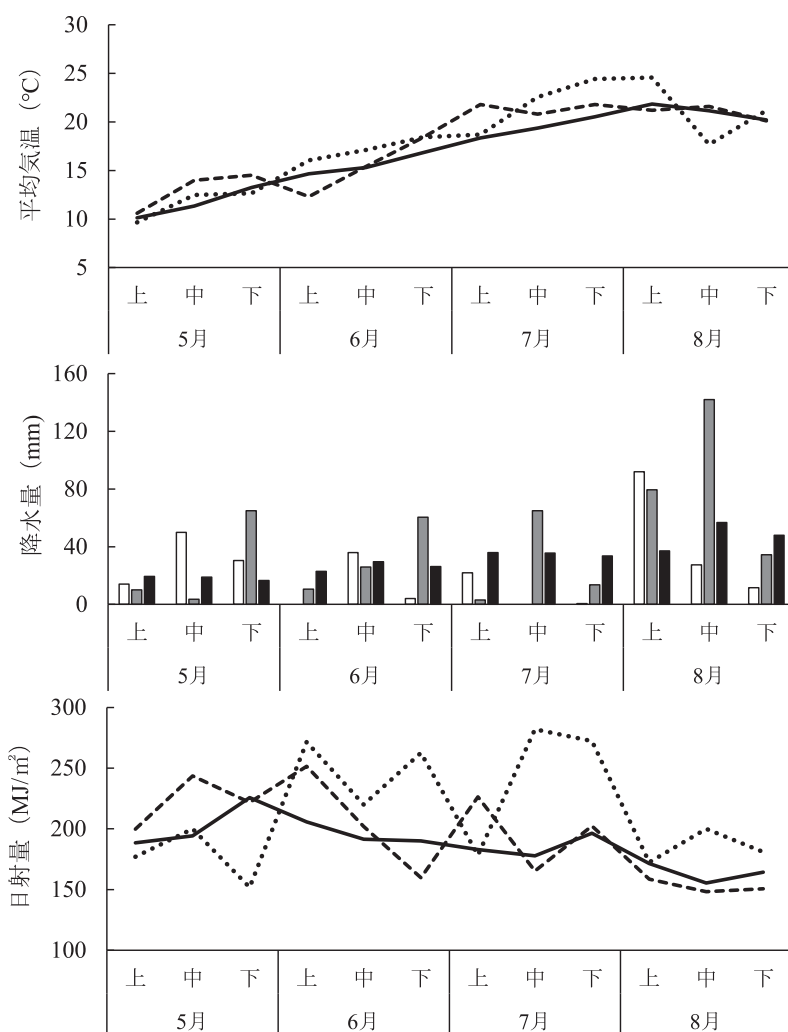 平均気温（℃）
30
25
20
15
10
5
上 中 下 上 中 下 上 中 下 上 中 下
5月 6月 7月 8月
降水量（mm)
160
120
80
40
0
上 中 下 上 中 下 上 中 下 上 中 下
5月 6月 7月 8月
日射量（MJ/㎡）
300
250
200
150
100
上 中 下 上 中 下 上 中 下 上 中 下
5月 6月 7月 8月